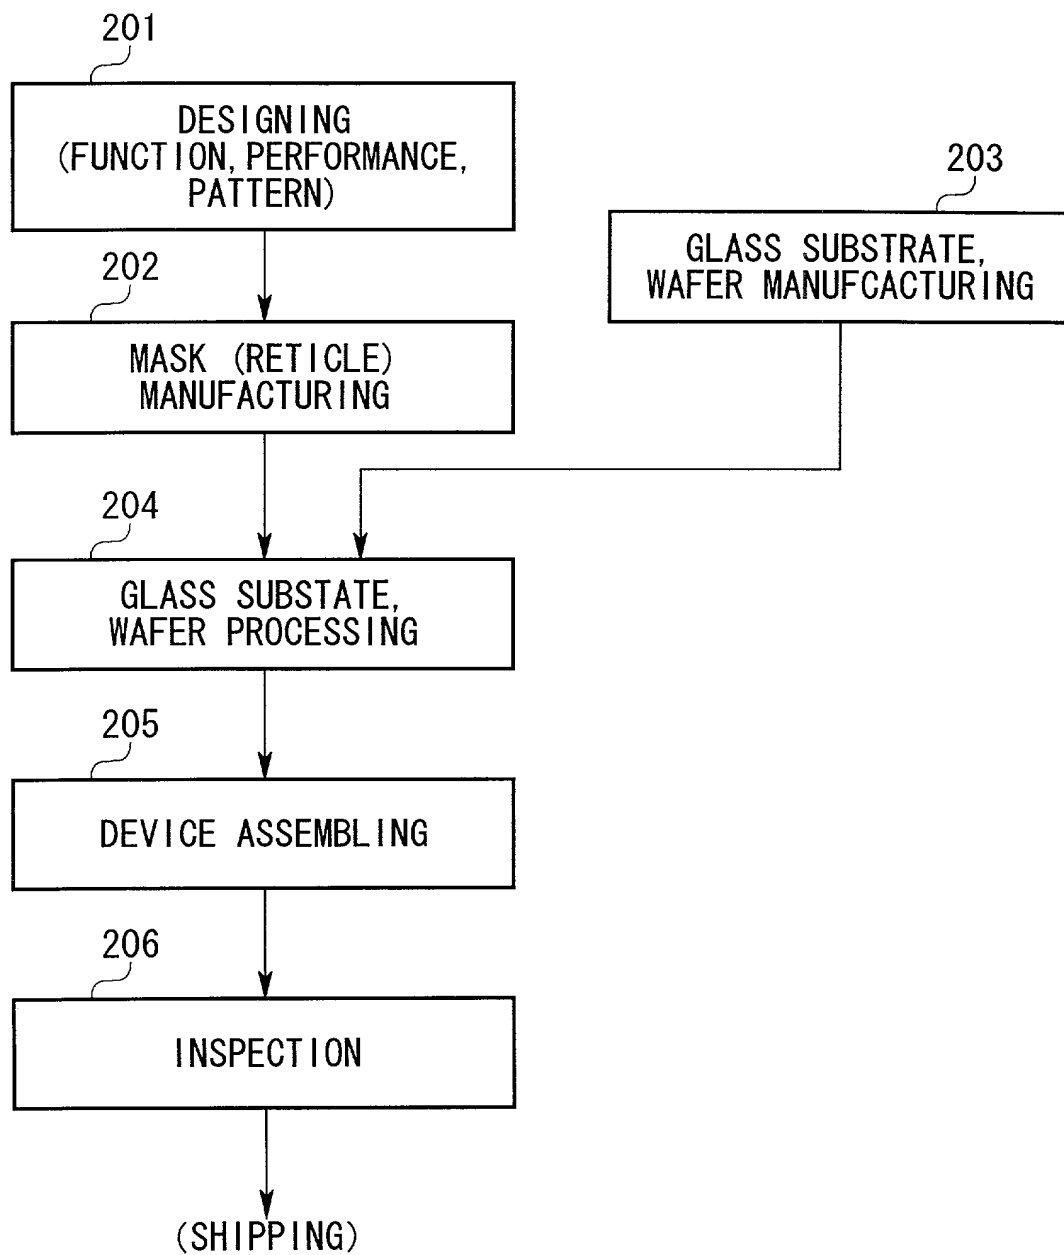 201
DESIGNING
(FUNCTION, PERFORMANCE,
PATTERN)
203
GLASS SUBSTRATE,
WAFER MANUFCACTURING
202
MASK (RETICLE)
MANUFACTURING
204
GLASS SUBSTATE,
WAFER PROCESSING
205
DEVICE ASSEMBLING
206
INSPECTION
(SHIPPING)